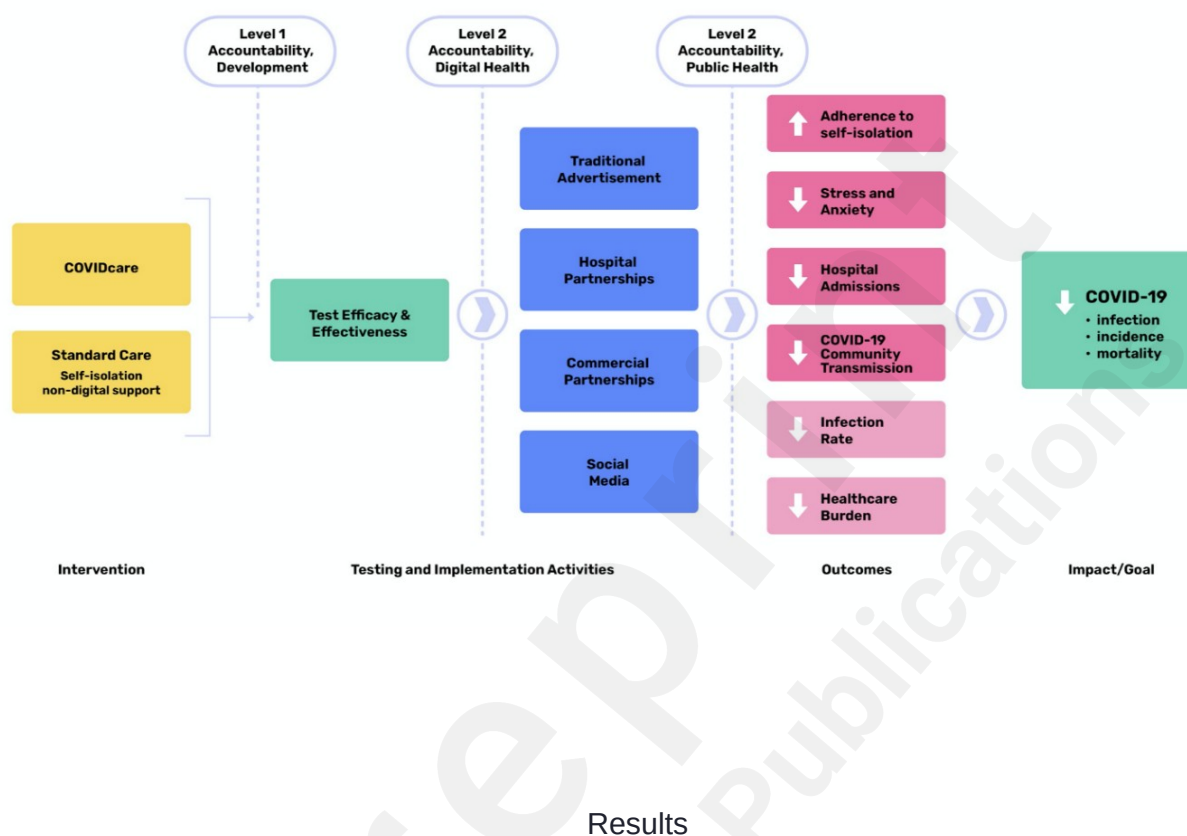 Level 1
Accountability,
Development
Level 2
Accountability,
Digital Health
Level 2
Accountability,
Public Health
COVIDcare
Standard Care
Self-isolation
non-digital support
Test Efficacy &
Effectiveness
Traditional
Advertisement
Hospital
Partnerships
Commercial
Partnerships
Social
Media
Adherence to
self-isolation
Stress and
Anxiety
Hospital
Admissions
COVID-19
Community
Transmission
Infection
Rate
Healthcare
Burden
COVID-19
• infection
• incidence
• mortality
Intervention
Testing and Implementation Activities
Outcomes
Impact/Goal
eprint
Publications
Results